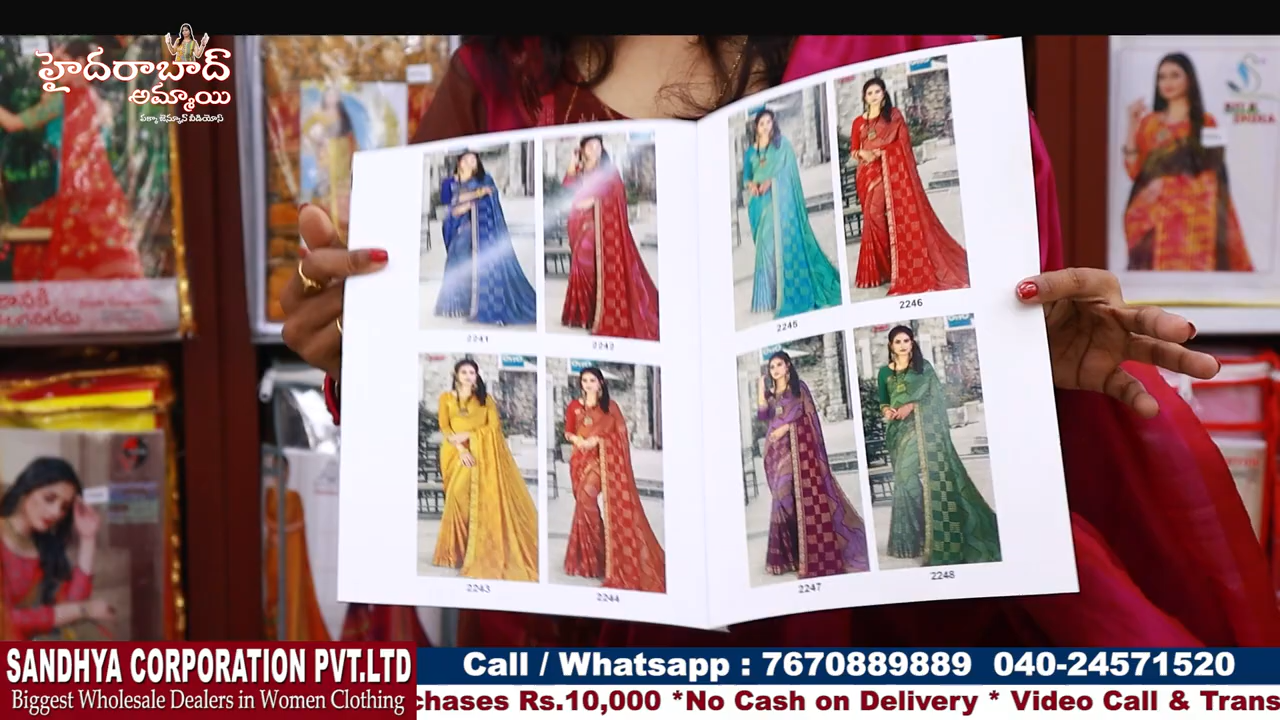 హైదరాబాద్
అమ్మాయి
పక్కా జెన్యూన్ వీడియోస్
2241
2242
2243
2244
2245
2246
2247
2248
SANDHYA CORPORATION PVT.LTD
Biggest Wholesale Dealers in Women Clothing
Call / Whatsapp : 7670889889 040-24571520
chases Rs.10,000 *No Cash on Delivery * Video Call & Trans